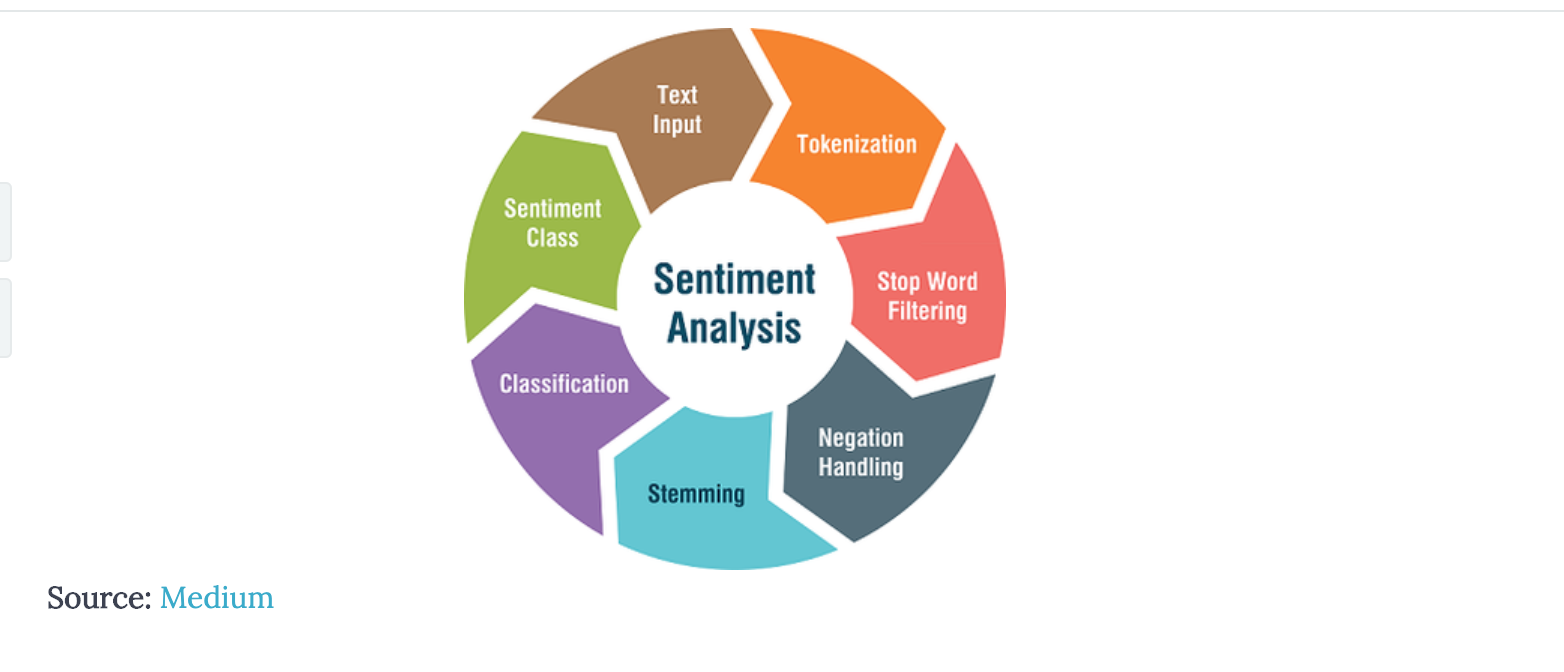 Text
Input
Tokenization
Stop Word
Filtering
Negation
Handling
Stemming
Classification
Sentiment
Class
Sentiment
Analysis
Source: Medium